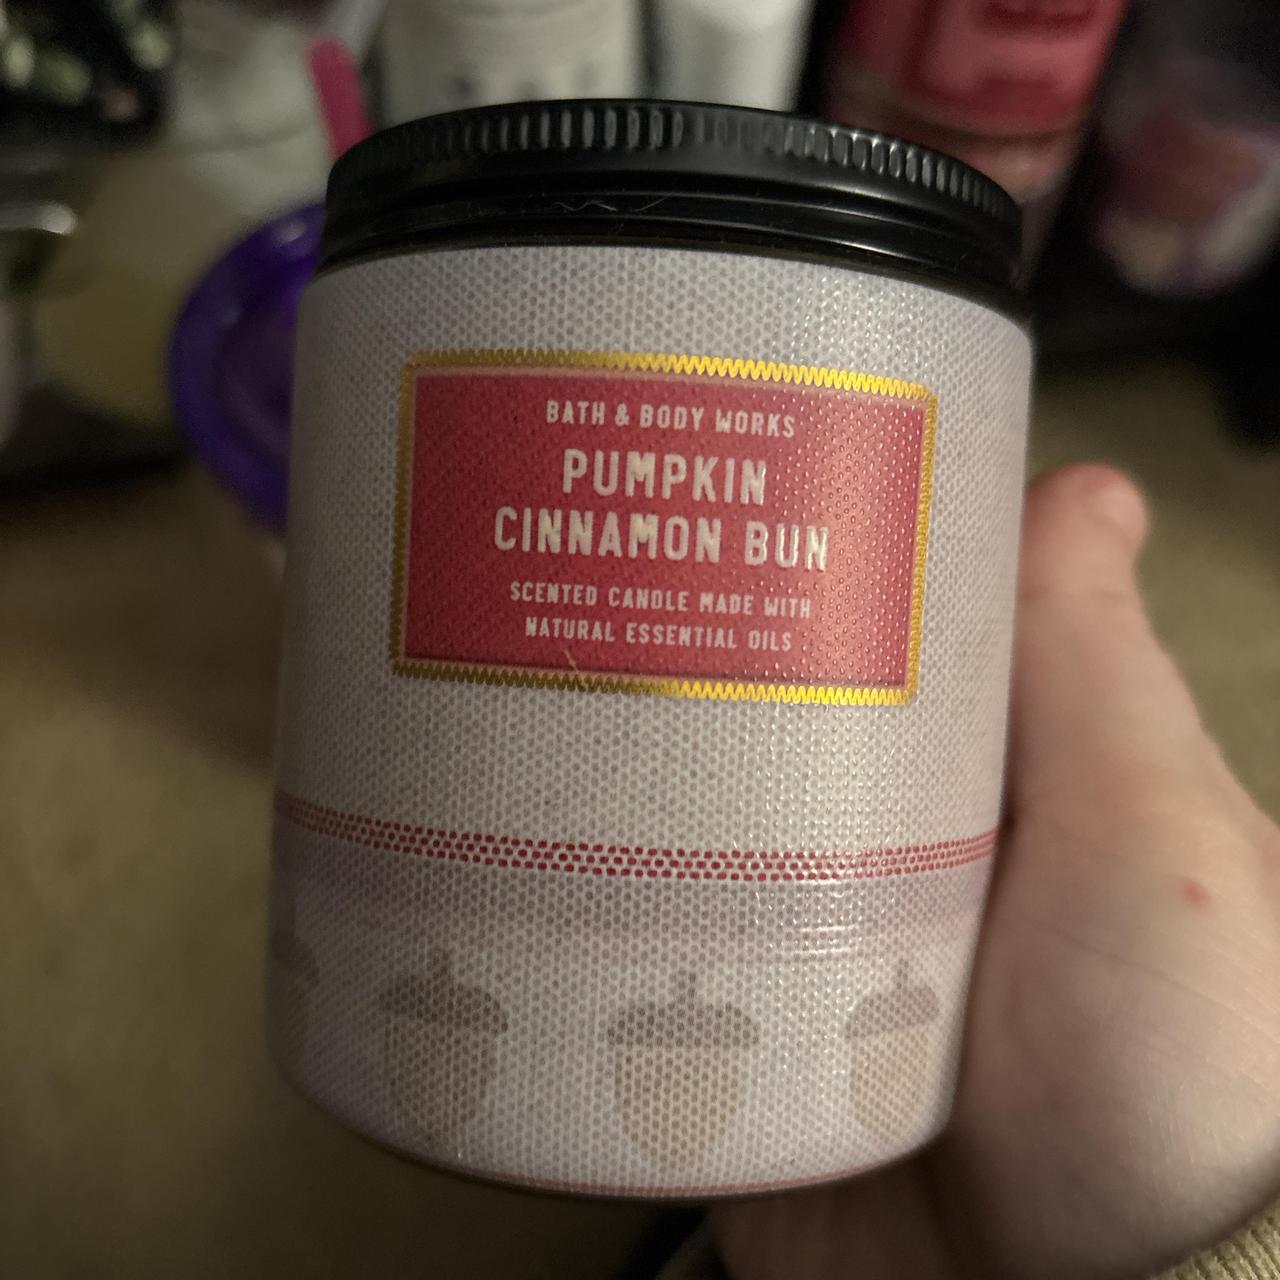 BATH & BODY WORKS
PUMPKIN
CINNAMON BUN
SCENTED CANDLE MADE WITH
NATURAL ESSENTIAL OILS